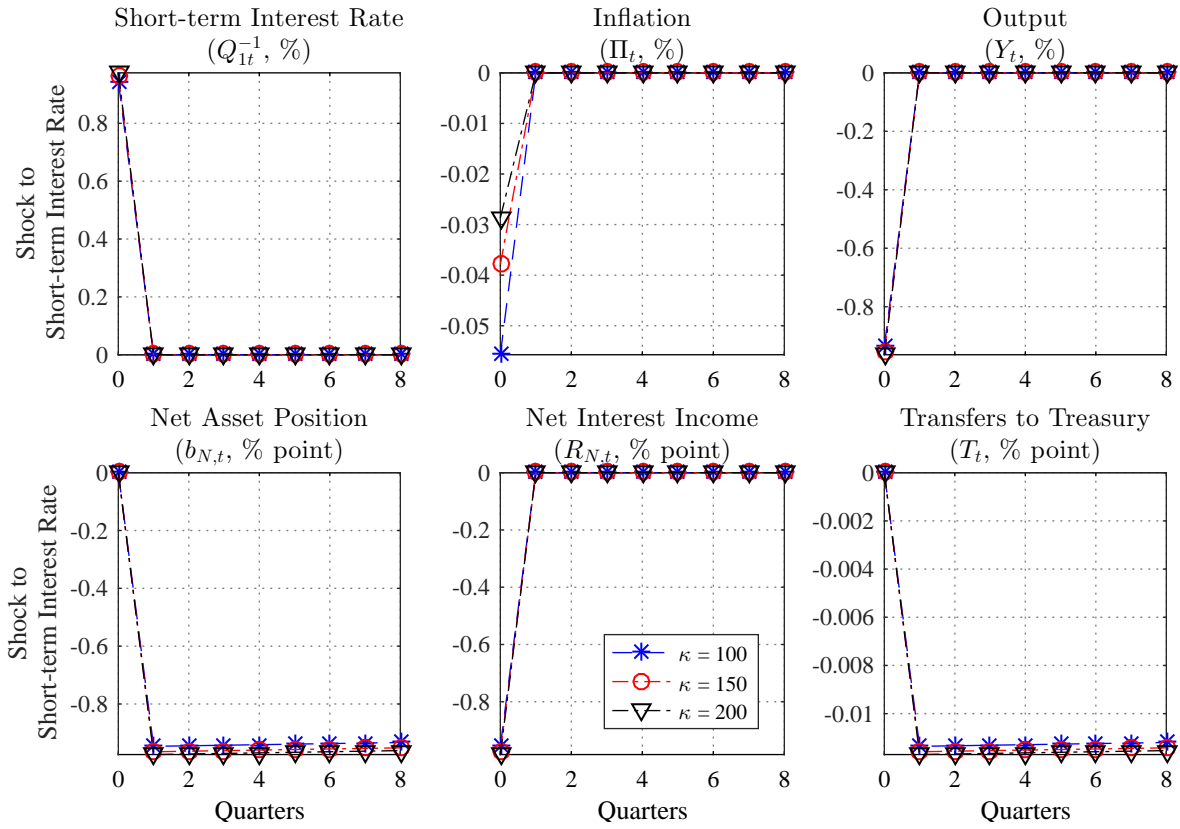 Short-term Interest Rate
(Q_{1t}^{-1}, %)
Inflation
(Π_t, %)
Output
(Y_t, %)
Shock to
Short-term Interest Rate
0.8
0.6
0.4
0.2
0
0 2 4 6 8
0
-0.01
-0.02
-0.03
-0.04
-0.05
0 2 4 6 8
0
-0.2
-0.4
-0.6
-0.8
0 2 4 6 8
Net Asset Position
(b_{N,t}, % point)
Net Interest Income
(R_{N,t}, % point)
Transfers to Treasury
(T_t, % point)
Shock to
Short-term Interest Rate
0
-0.2
-0.4
-0.6
-0.8
0 2 4 6 8
Quarters
0
-0.2
-0.4
-0.6
-0.8
κ = 100
κ = 150
κ = 200
0 2 4 6 8
Quarters
0
-0.002
-0.004
-0.006
-0.008
-0.01
0 2 4 6 8
Quarters